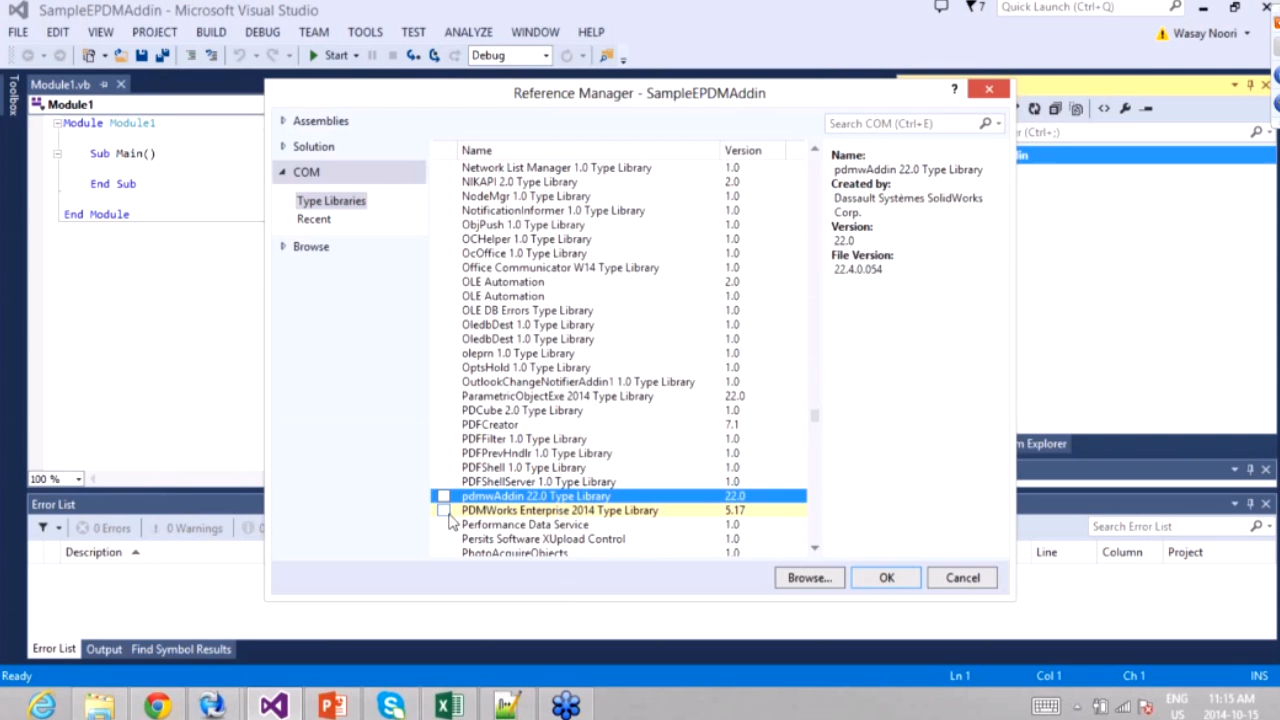 SampleEPDMAddin - Microsoft Visual Studio
7
Quick Launch (Ctrl+Q)
FILE EDIT VIEW PROJECT BUILD DEBUG TEAM TOOLS TEST ANALYZE WINDOW HELP
Wasay Noori
Start
Debug
Toolbox
Module1.vb
Module1
Module Module1
Sub Main()
End Sub
End Module
100 %
Reference Manager - SampleEPDMAddin
?
Assemblies
Solution
COM
Type Libraries
Recent
Browse
Search COM (Ctrl+E)
Name Version
Network List Manager 1.0 Type Library 1.0
NIKAPI 2.0 Type Library 2.0
NodeMgr 1.0 Type Library 1.0
NotificationInformer 1.0 Type Library 1.0
ObjPush 1.0 Type Library 1.0
OCHelper 1.0 Type Library 1.0
OcOffice 1.0 Type Library 1.0
Office Communicator W14 Type Library 1.0
OLE Automation 2.0
OLE Automation 1.0
OLE DB Errors Type Library 1.0
OledbDest 1.0 Type Library 1.0
OledbDest 1.0 Type Library 1.0
oleprn 1.0 Type Library 1.0
OptsHold 1.0 Type Library 1.0
OutlookChangeNotifierAddin1 1.0 Type Library 1.0
ParametricObjectExe 2014 Type Library 22.0
PDCube 2.0 Type Library 1.0
PDFCreator 7.1
PDFFilter 1.0 Type Library 1.0
PDFPrevHndlr 1.0 Type Library 1.0
PDFShell 1.0 Type Library 1.0
PDFShellServer 1.0 Type Library 1.0
pdmwAddin 22.0 Type Library 22.0
PDMWorks Enterprise 2014 Type Library 5.17
Performance Data Service 1.0
Persits Software XUpload Control 1.0
PhotoAcquireObjects 1.0
Name:
pdmwAddin 22.0 Type Library
Created by:
Dassault Systèmes SolidWorks
Corp.
Version:
22.0
File Version:
22.4.0.054
Browse... OK Cancel
r (Ctrl+;)
in
m Explorer
Error List
0 Errors 0 Warnings 0
Search Error List
Description Line Column Project
Error List Output Find Symbol Results
Ready Ln 1 Col 1 Ch 1 INS
ENG
US
11:15 AM
2014-10-15